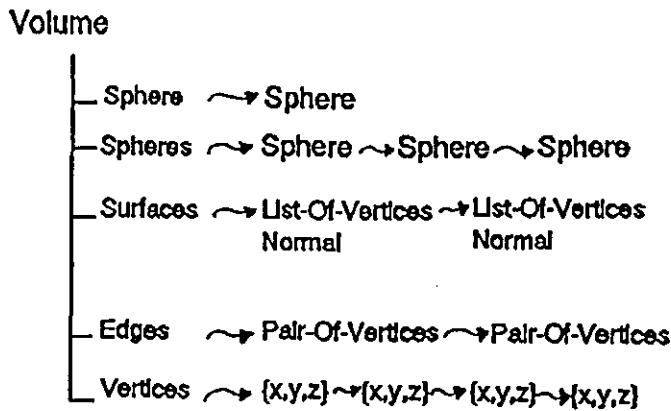 Volume
Sphere Sphere
Spheres Sphere Sphere Sphere
Surfaces List-Of-Vertices List-Of-Vertices
Normal Normal
Edges Pair-Of-Vertices Pair-Of-Vertices
Vertices {x,y,z} {x,y,z} {x,y,z} {x,y,z}